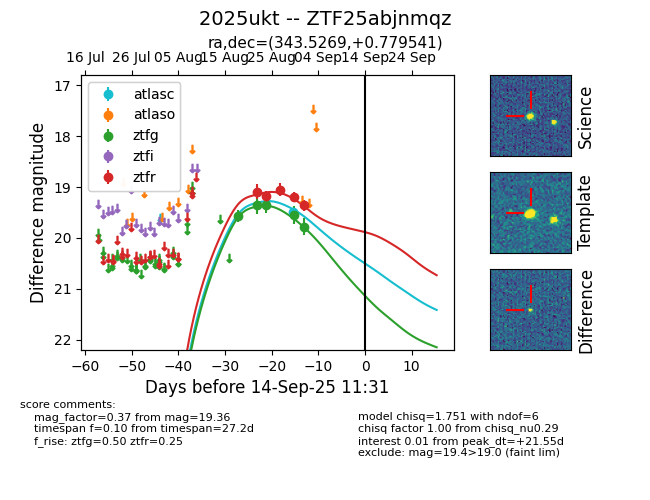 2025ukt -- ZTF25abjnmqz
ra,dec=(343.5269,+0.779541)
16 Jul 26 Jul 05 Aug 15 Aug 25 Aug 04 Sep 14 Sep 24 Sep
17
18
19
20
21
22
Difference magnitude
atlasc
atlaso
ztfg
ztfi
ztfr
−60 −50 −40 −30 −20 −10 0 10
Days before 14-Sep-25 11:31
Science
Template
Difference
score comments:
mag_factor=0.37 from mag=19.36
timespan f=0.10 from timespan=27.2d
f_rise: ztfg=0.50 ztfr=0.25
model chisq=1.751 with ndof=6
chisq factor 1.00 from chisq_nu0.29
interest 0.01 from peak_dt=+21.55d
exclude: mag=19.4>19.0 (faint lim)